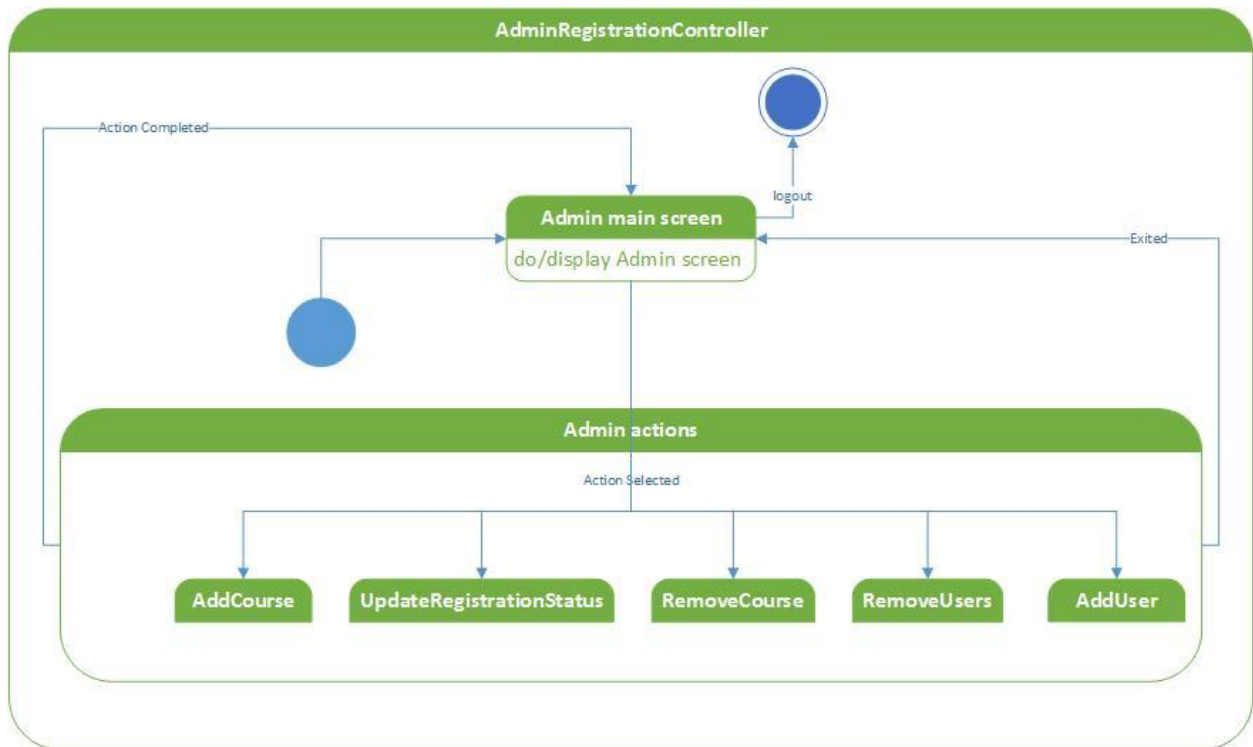 AdminRegistrationController
Action Completed
logout
Admin main screen
do/display Admin screen
Exited
Admin actions
Action Selected
AddCourse
UpdateRegistrationStatus
RemoveCourse
RemoveUsers
AddUser